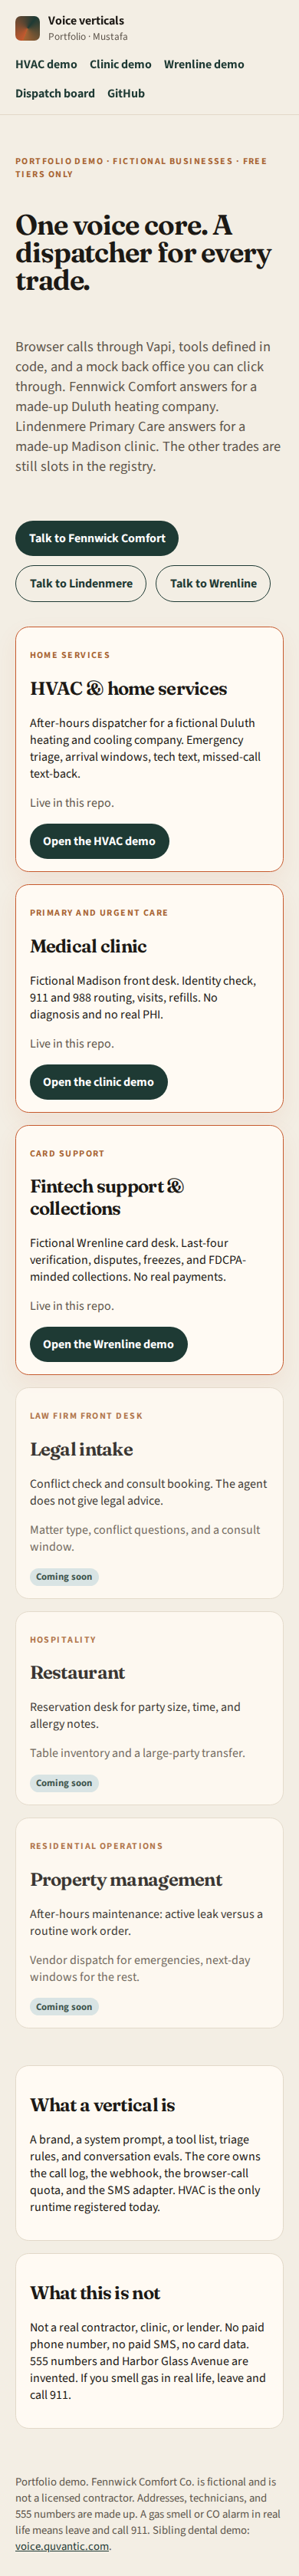 Voice verticals
Portfolio · Mustafa
HVAC demo Clinic demo Wrenline demo
Dispatch board GitHub
PORTFOLIO DEMO · FICTIONAL BUSINESSES · FREE
TIERS ONLY
One voice core. A
dispatcher for every
trade.
Browser calls through Vapi, tools defined in
code, and a mock back office you can click
through. Fennwick Comfort answers for a
made-up Duluth heating company.
Lindenmere Primary Care answers for a
made-up Madison clinic. The other trades are
still slots in the registry.
Talk to Fennwick Comfort
Talk to Lindenmere Talk to Wrenline
HOME SERVICES
HVAC & home services
After-hours dispatcher for a fictional Duluth
heating and cooling company. Emergency
triage, arrival windows, tech text, missed-call
text-back.
Live in this repo.
Open the HVAC demo
PRIMARY AND URGENT CARE
Medical clinic
Fictional Madison front desk. Identity check,
911 and 988 routing, visits, refills. No
diagnosis and no real PHI.
Live in this repo.
Open the clinic demo
CARD SUPPORT
Fintech support &
collections
Fictional Wrenline card desk. Last-four
verification, disputes, freezes, and FDCPA-
minded collections. No real payments.
Live in this repo.
Open the Wrenline demo
LAW FIRM FRONT DESK
Legal intake
Conflict check and consult booking. The agent
does not give legal advice.
Matter type, conflict questions, and a consult
window.
Coming soon
HOSPITALITY
Restaurant
Reservation desk for party size, time, and
allergy notes.
Table inventory and a large-party transfer.
Coming soon
RESIDENTIAL OPERATIONS
Property management
After-hours maintenance: active leak versus a
routine work order.
Vendor dispatch for emergencies, next-day
windows for the rest.
Coming soon
What a vertical is
A brand, a system prompt, a tool list, triage
rules, and conversation evals. The core owns
the call log, the webhook, the browser-call
quota, and the SMS adapter. HVAC is the only
runtime registered today.
What this is not
Not a real contractor, clinic, or lender. No paid
phone number, no paid SMS, no card data.
555 numbers and Harbor Glass Avenue are
invented. If you smell gas in real life, leave and
call 911.
Portfolio demo. Fennwick Comfort Co. is fictional and is
not a licensed contractor. Addresses, technicians, and
555 numbers are made up. A gas smell or CO alarm in real
life means leave and call 911. Sibling dental demo:
voice.quvantic.com.